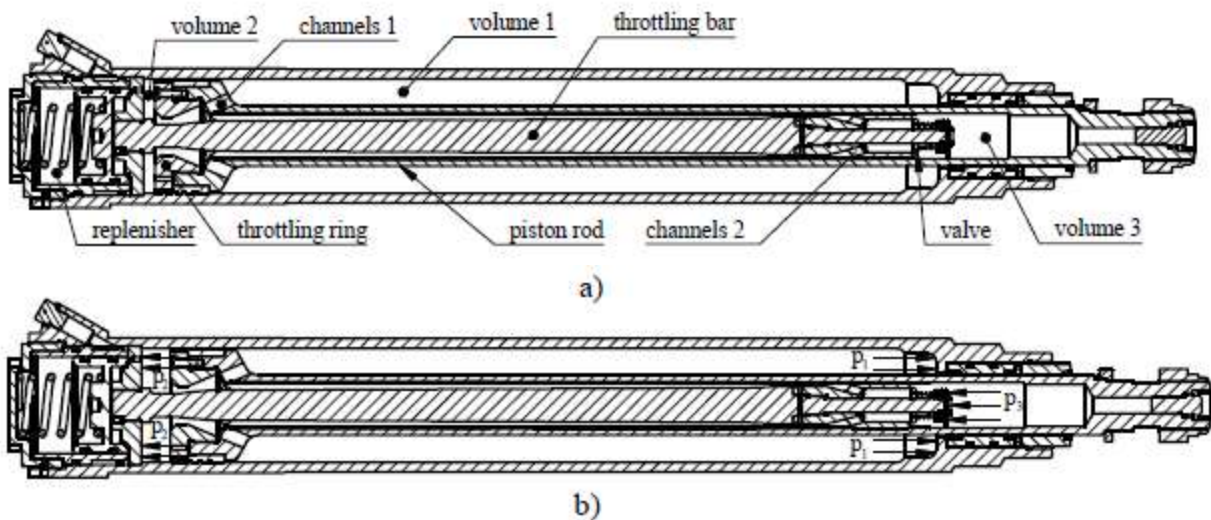 volume 2 channels 1 volume 1 throttling bar
replenisher throttling ring piston rod channels 2 valve volume 3
a)
p₁
p₂ p₃
p₂ p₁
b)